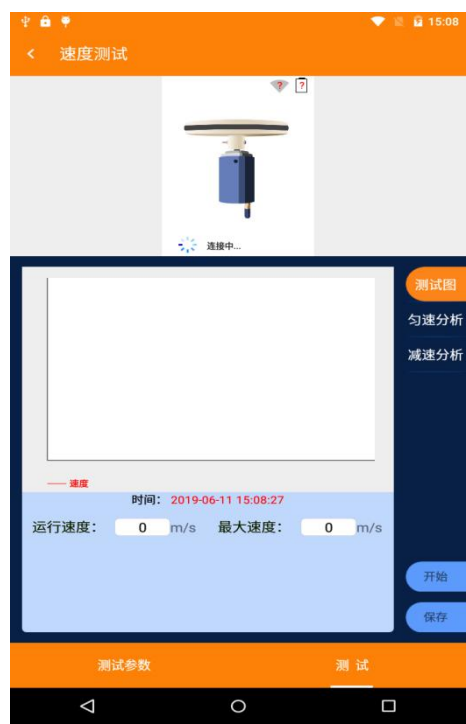 15:08
速度测试
? ?
连接中...
测试图
匀速分析
减速分析
速度
时间： 2019-06-11 15:08:27
运行速度： 0 m/s 最大速度： 0 m/s
开始
保存
测试参数 测 试